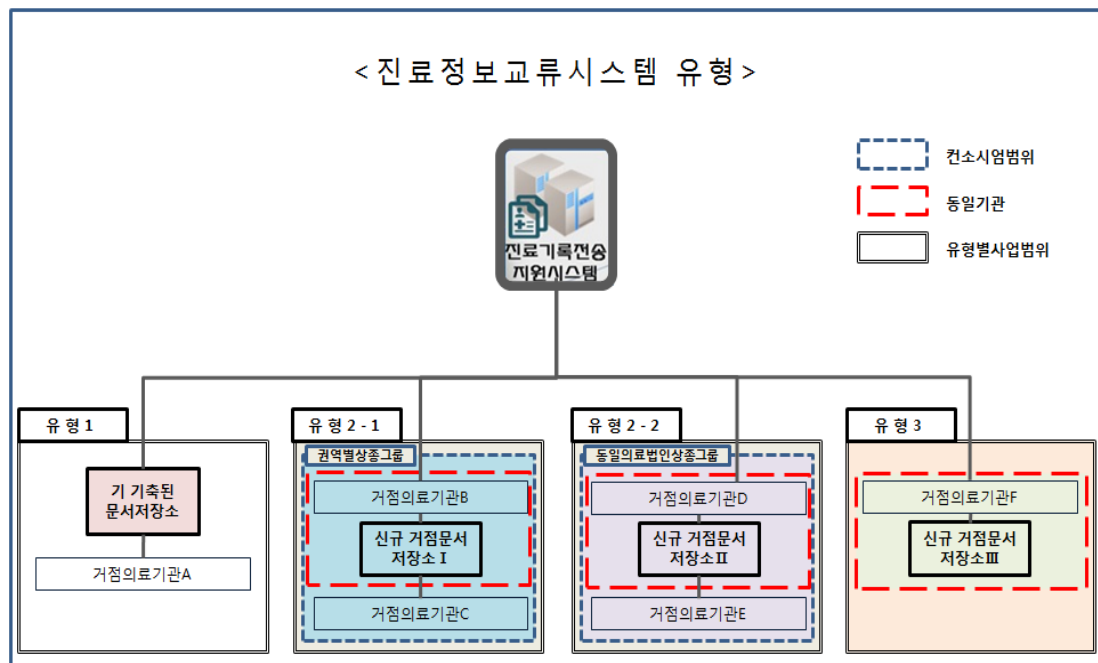 <진료정보교류시스템 유형>
진료기록전송
지원시스템
컨소시엄범위
동일기관
유형별사업범위
유 형 1
기 기축된
문서저장소
거점의료기관A
유 형 2 - 1
권역별상종그룹
거점의료기관B
신규 거점문서
저장소 I
거점의료기관C
유 형 2 - 2
동일의료법인상종그룹
거점의료기관D
신규 거점문서
저장소Ⅱ
거점의료기관E
유 형 3
거점의료기관F
신규 거점문서
저장소Ⅲ